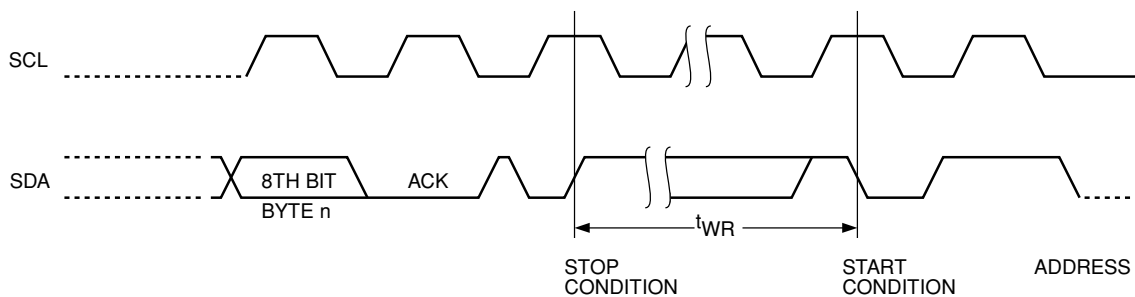 SCL
SDA
8TH BIT
BYTE n
ACK
tWR
STOP
CONDITION
START
CONDITION
ADDRESS